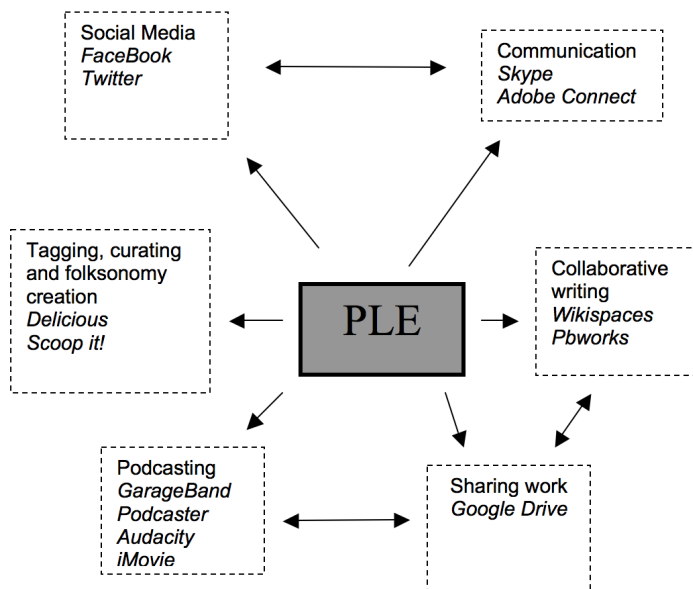 Social Media
FaceBook
Twitter
Communication
Skype
Adobe Connect
Tagging, curating
and folksonomy
creation
Delicious
Scoop it!
PLE
Collaborative
writing
Wikispaces
Pbworks
Podcasting
GarageBand
Podcaster
Audacity
iMovie
Sharing work
Google Drive